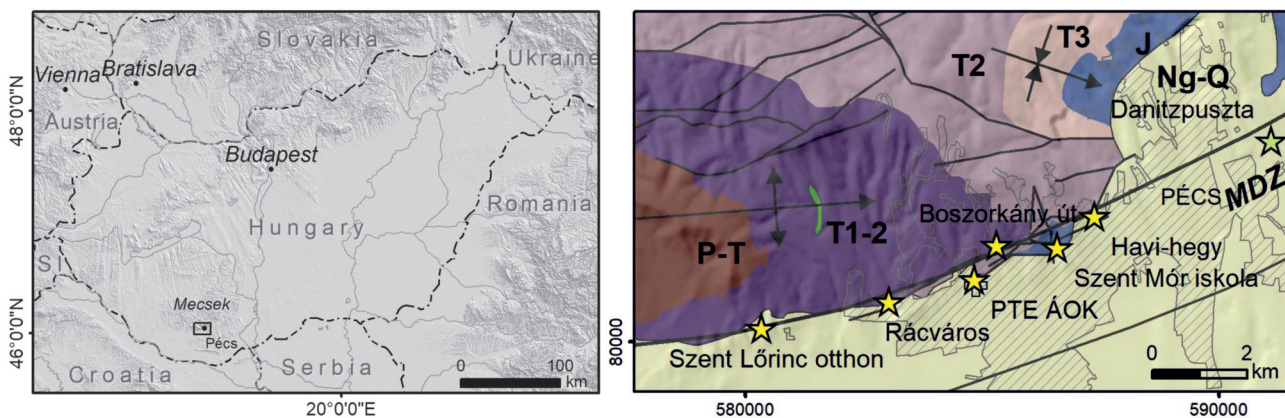 Slovakia
Ukraine
Vienna
Bratislava
48°0'0"N
Austria
Budapest
Hungary
Romania
Sl.
Mecsek
Pécs
46°0'0"N
Croatia
Serbia
0 100
km
20°0'0"E
T3
J
T2
Ng-Q
Danitzpuszta
MDZ
PÉCS
Boszorkány út
T1-2
P-T
Havi-hegy
Szent Mór iskola
PTE ÁOK
Rácváros
Szent Lőrinc otthon
80000
0 2
km
580000
590000